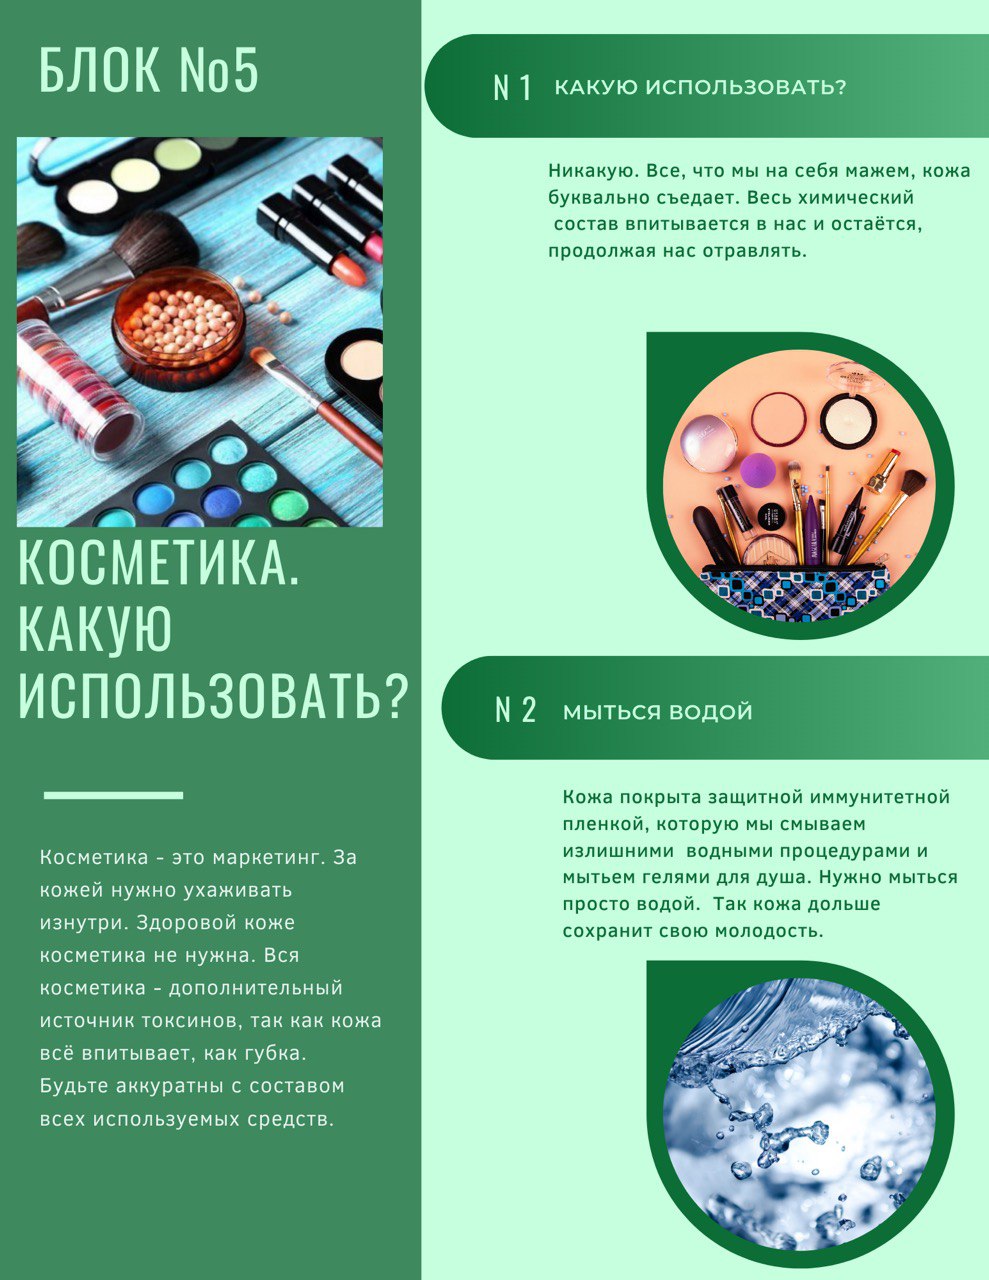 БЛОК №5
КОСМЕТИКА.
КАКУЮ
ИСПОЛЬЗОВАТЬ?
Косметика - это маркетинг. За
кожей нужно ухаживать
изнутри. Здоровой коже
косметика не нужна. Вся
косметика - дополнительный
источник токсинов, так как кожа
всё впитывает, как губка.
Будьте аккуратны с составом
всех используемых средств.
N 1 КАКУЮ ИСПОЛЬЗОВАТЬ?
Никакую. Все, что мы на себя мажем, кожа
буквально съедает. Весь химический
состав впитывается в нас и остаётся,
продолжая нас отравлять.
N 2 МЫТЬСЯ ВОДОЙ
Кожа покрыта защитной иммунитетной
пленкой, которую мы смываем
излишними водными процедурами и
мытьем гелями для душа. Нужно мыться
просто водой. Так кожа дольше
сохранит свою молодость.